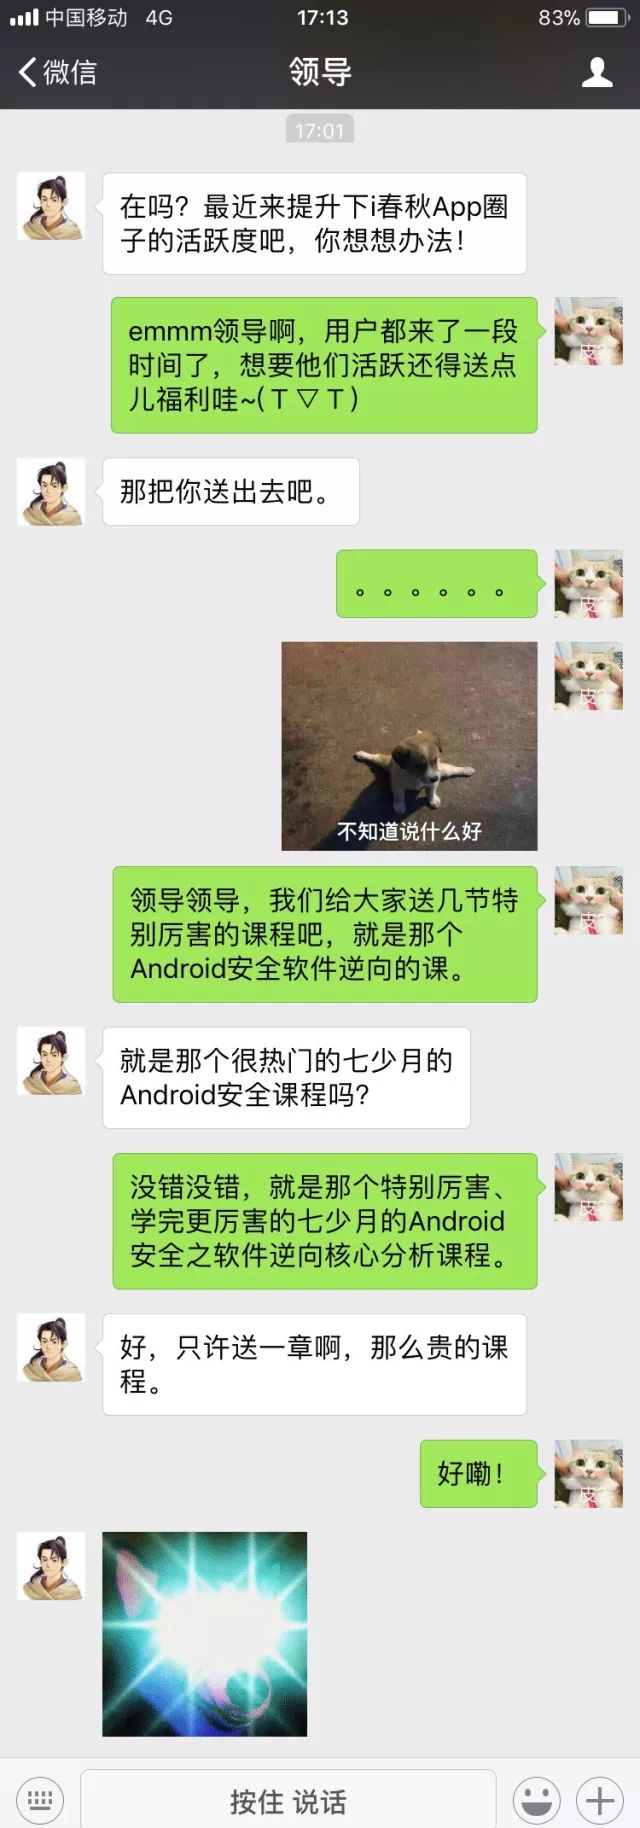 中国移动 4G 17:13 83%
微信 领导
17:01
在吗？最近来提升下i春秋App圈
子的活跃度吧，你想想办法！
emmm领导啊，用户都来了一段
时间了，想要他们活跃还得送点
儿福利哇~(Ｔ▽Ｔ)
皮?
那把你送出去吧。
。。。。。。
皮?
皮?
不知道说什么好
领导领导，我们给大家送几节特
别厉害的课程吧，就是那个
Android安全软件逆向的课。
皮?
就是那个很热门的七少月的
Android安全课程吗？
没错没错，就是那个特别厉害、
学完更厉害的七少月的Android
安全之软件逆向核心分析课程。
皮?
好，只许送一章啊，那么贵的课
程。
好嘞！
皮?
按住 说话